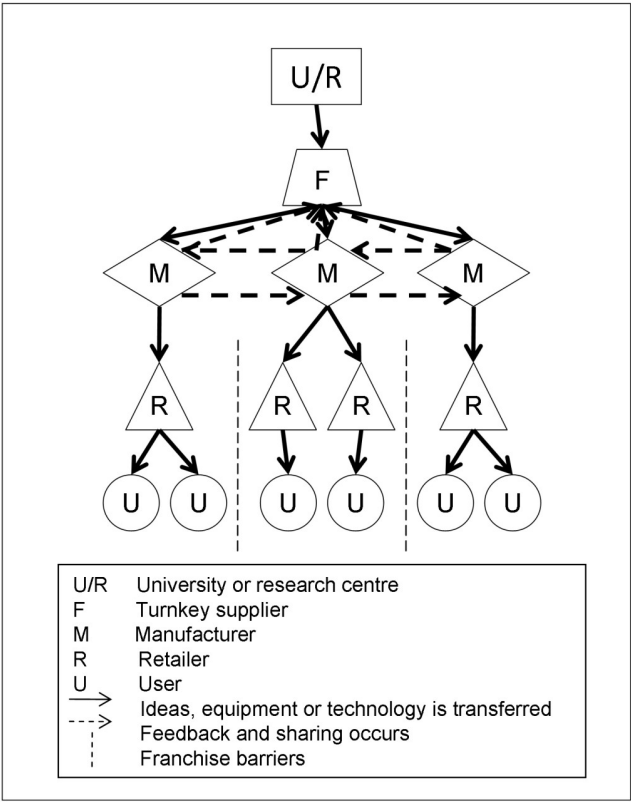 U/R
F
M M M
R R R R
U U U U U U
U/R University or research centre
F Turnkey supplier
M Manufacturer
R Retailer
U User
Ideas, equipment or technology is transferred
Feedback and sharing occurs
Franchise barriers